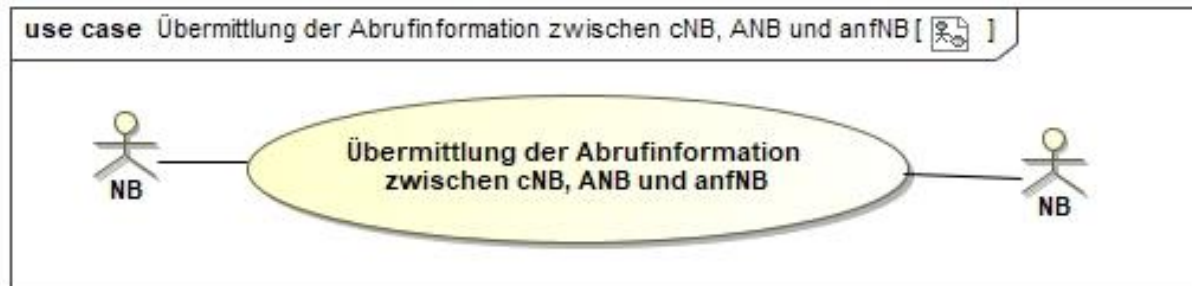 use case Übermittlung der Abrufinformation zwischen cNB, ANB und anfNB [ ]
Übermittlung der Abrufinformation
zwischen cNB, ANB und anfNB
NB
NB